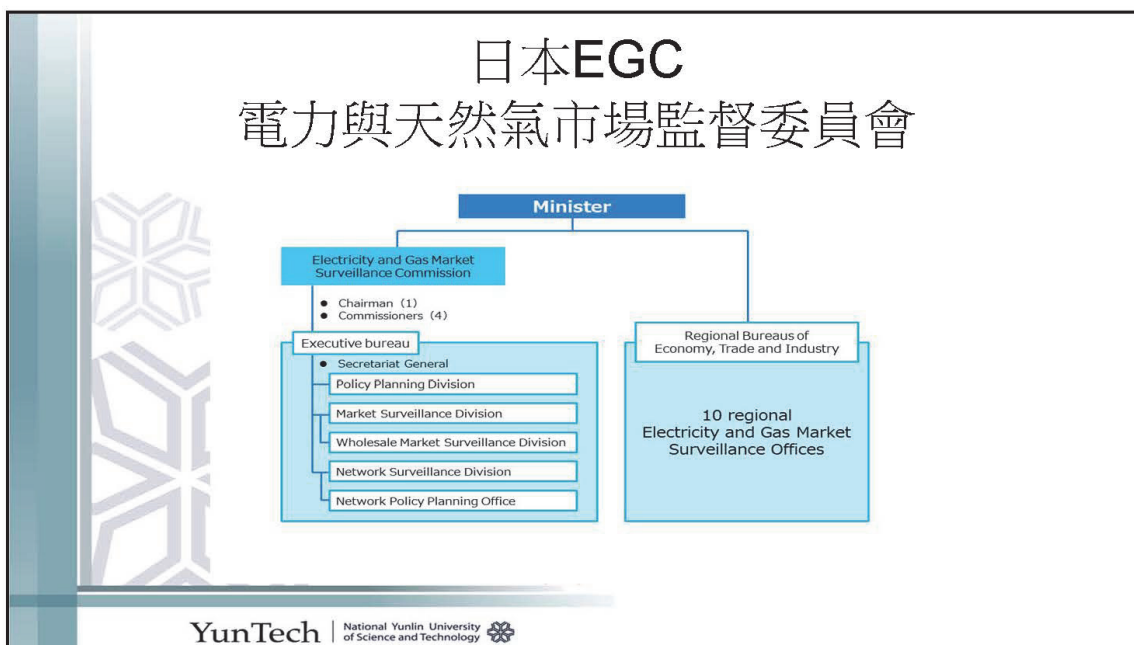 日本EGC
電力與天然氣市場監督委員會
Minister
Electricity and Gas Market
Surveillance Commission
● Chairman (1)
● Commissioners (4)
Executive bureau
● Secretariat General
Policy Planning Division
Market Surveillance Division
Wholesale Market Surveillance Division
Network Surveillance Division
Network Policy Planning Office
Regional Bureaus of
Economy, Trade and Industry
10 regional
Electricity and Gas Market
Surveillance Offices
YunTech
National Yunlin University
of Science and Technology